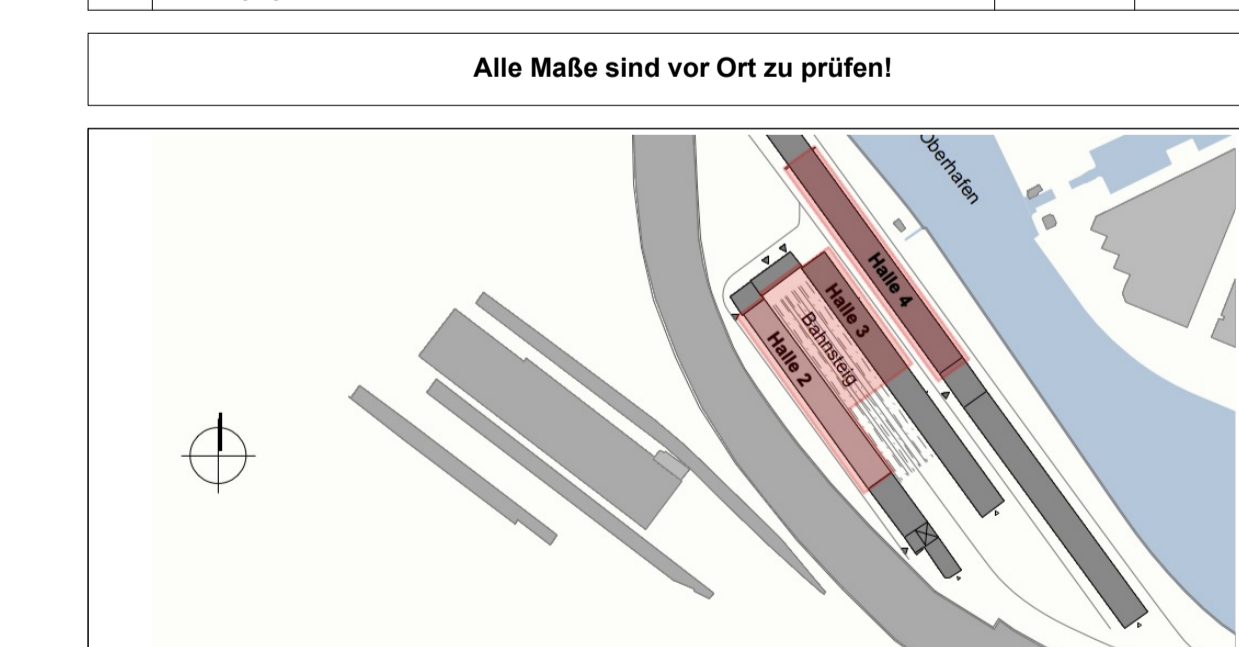 Alle Maße sind vor Ort zu prüfen!
Oberhafen
Halle 4
Halle 3
Bahnsteig
Halle 2